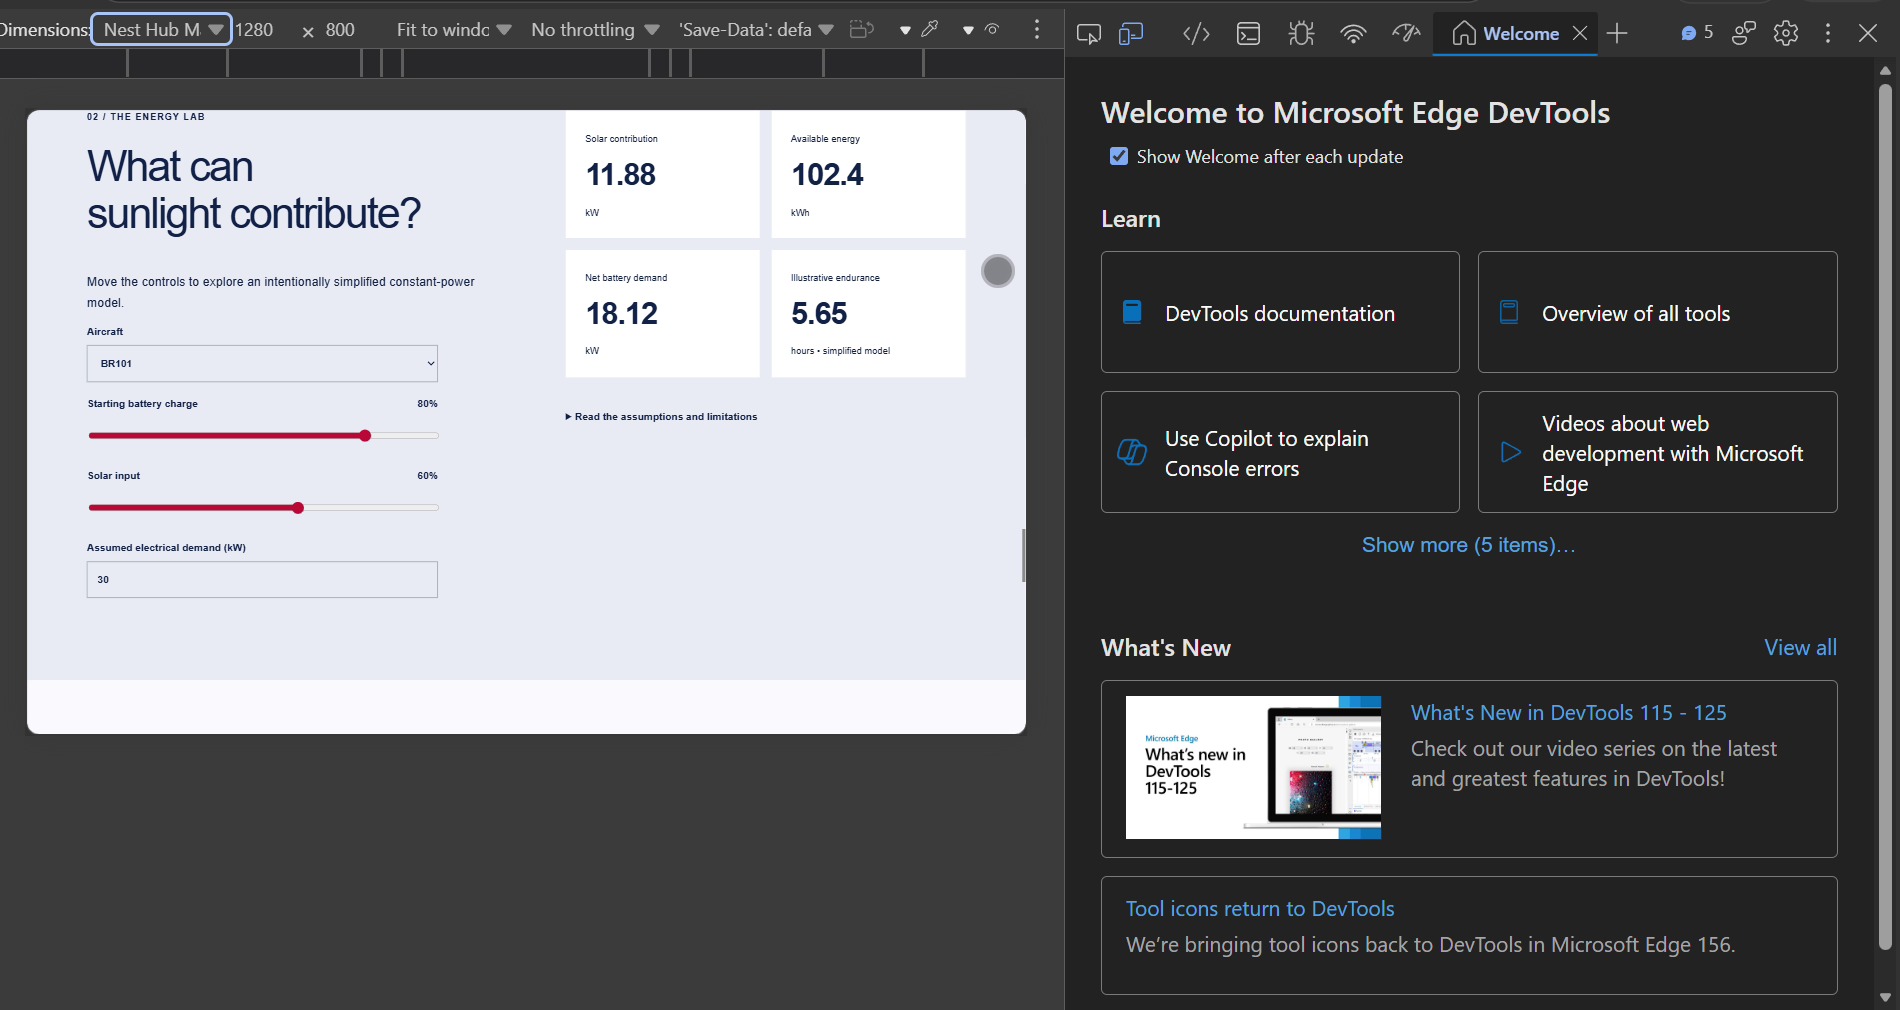 Dimensions:
Nest Hub M
1280
×
800
Fit to windo
No throttling
'Save-Data': defa
02 / THE ENERGY LAB
What can
sunlight contribute?
Move the controls to explore an intentionally simplified constant-power
model.
Aircraft
BR101
Starting battery charge
80%
Solar input
60%
Assumed electrical demand (kW)
30
Solar contribution
11.88
kW
Available energy
102.4
kWh
Net battery demand
18.12
kW
Illustrative endurance
5.65
hours • simplified model
Read the assumptions and limitations
Welcome
5
Welcome to Microsoft Edge DevTools
Show Welcome after each update
Learn
DevTools documentation
Overview of all tools
Use Copilot to explain
Console errors
Videos about web
development with Microsoft
Edge
Show more (5 items)…
What's New
View all
Microsoft Edge
What's new in
DevTools
115-125
What's New in DevTools 115 - 125
Check out our video series on the latest
and greatest features in DevTools!
Tool icons return to DevTools
We're bringing tool icons back to DevTools in Microsoft Edge 156.